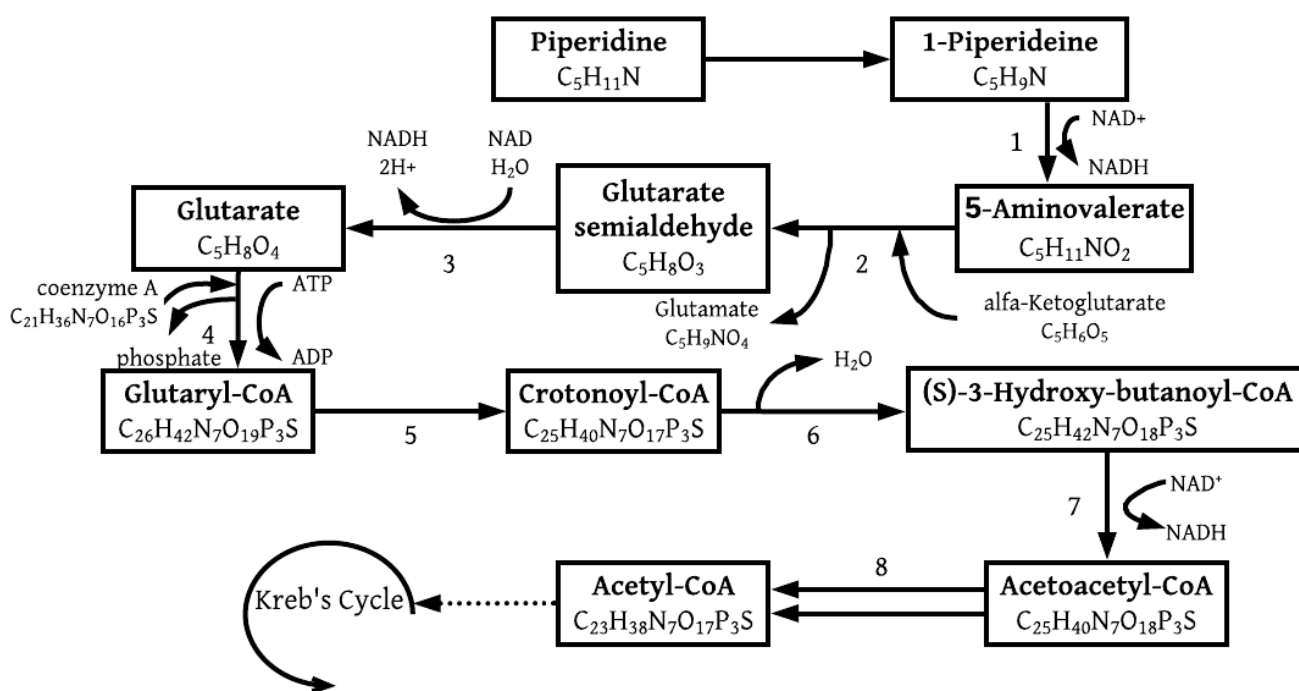 Piperidine
C₅H₁₁N
1-Piperideine
C₅H₉N
1
NAD+
NADH
5-Aminovalerate
C₅H₁₁NO₂
2
alfa-Ketoglutarate
C₅H₆O₅
Glutamate
C₅H₉NO₄
Glutarate
semialdehyde
C₅H₈O₃
NADH
2H+
NAD
H₂O
3
Glutarate
C₅H₈O₄
coenzyme A
C₂₁H₃₆N₇O₁₆P₃S
phosphate
4
ATP
ADP
Glutaryl-CoA
C₂₆H₄₂N₇O₁₉P₃S
5
Crotonoyl-CoA
C₂₅H₄₀N₇O₁₇P₃S
H₂O
6
(S)-3-Hydroxy-butanoyl-CoA
C₂₅H₄₂N₇O₁₈P₃S
7
NAD⁺
NADH
Acetoacetyl-CoA
C₂₅H₄₀N₇O₁₈P₃S
8
Acetyl-CoA
C₂₃H₃₈N₇O₁₇P₃S
Kreb's Cycle